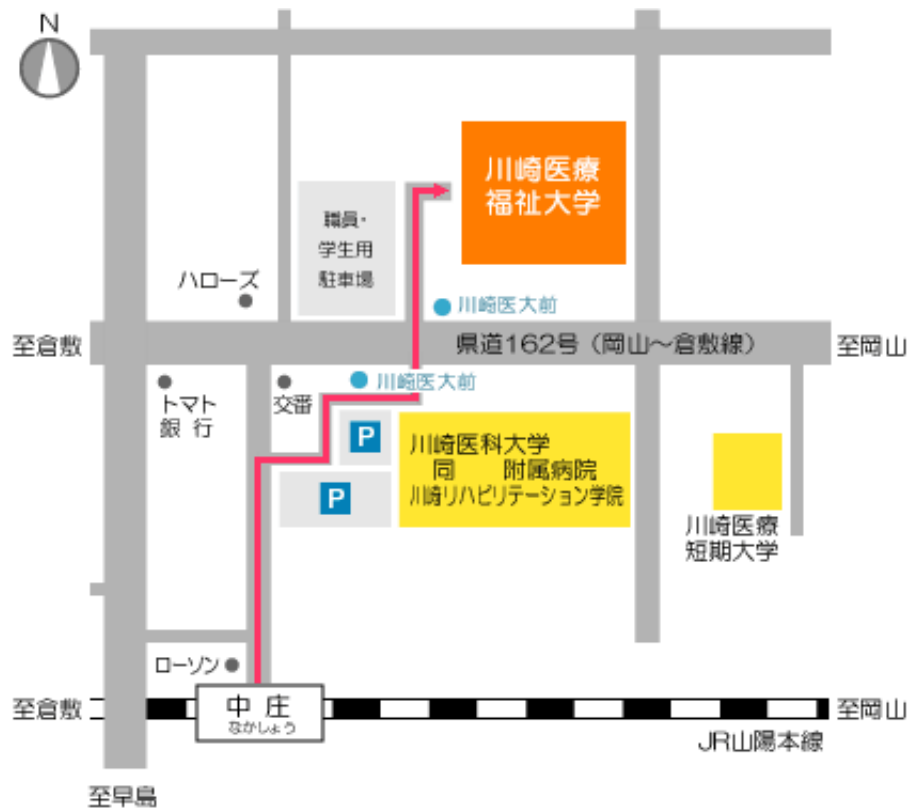 N
川崎医療
福祉大学
職員・
学生用
駐車場
ハローズ
川崎医大前
至倉敷
県道162号（岡山～倉敷線）
至岡山
トマト
銀行
交番
川崎医大前
P
P
川崎医科大学
同　附属病院
川崎リハビリテーション学院
川崎医療
短期大学
ローソン
至倉敷
中庄
なかしょう
至岡山
JR山陽本線
至早島